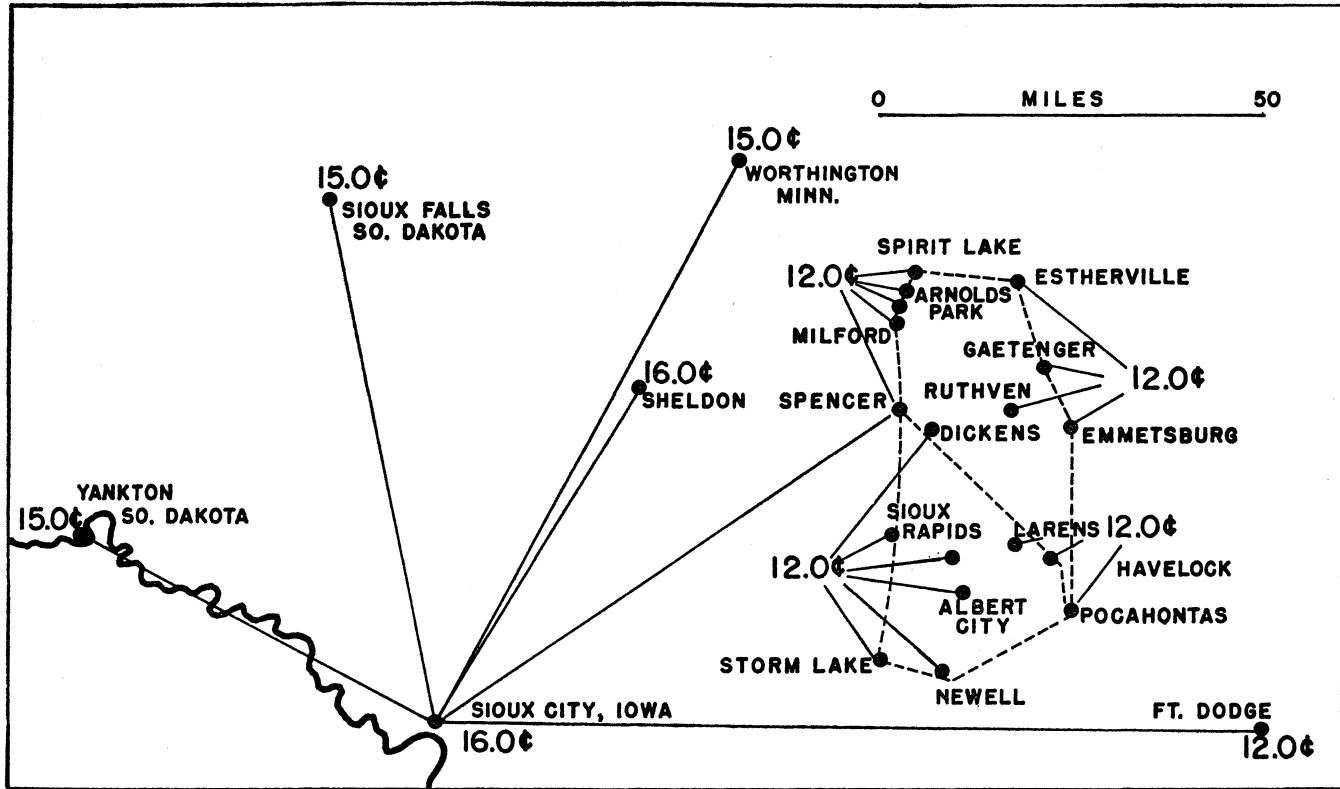 0 MILES 50
15.0¢
WORTHINGTON
MINN.
15.0¢
SIOUX FALLS
SO. DAKOTA
SPIRIT LAKE
12.0¢
ESTHERVILLE
ARNOLDS
PARK
MILFORD
GAETENGER
16.0¢
SHELDON
12.0¢
RUTHVEN
SPENCER
DICKENS
EMMETSBURG
YANKTON
15.0¢ SO. DAKOTA
SIOUX
RAPIDS
LARENS 12.0¢
12.0¢
HAVELOCK
ALBERT
CITY
POCAHONTAS
STORM LAKE
NEWELL
SIOUX CITY, IOWA
16.0¢
FT. DODGE
12.0¢